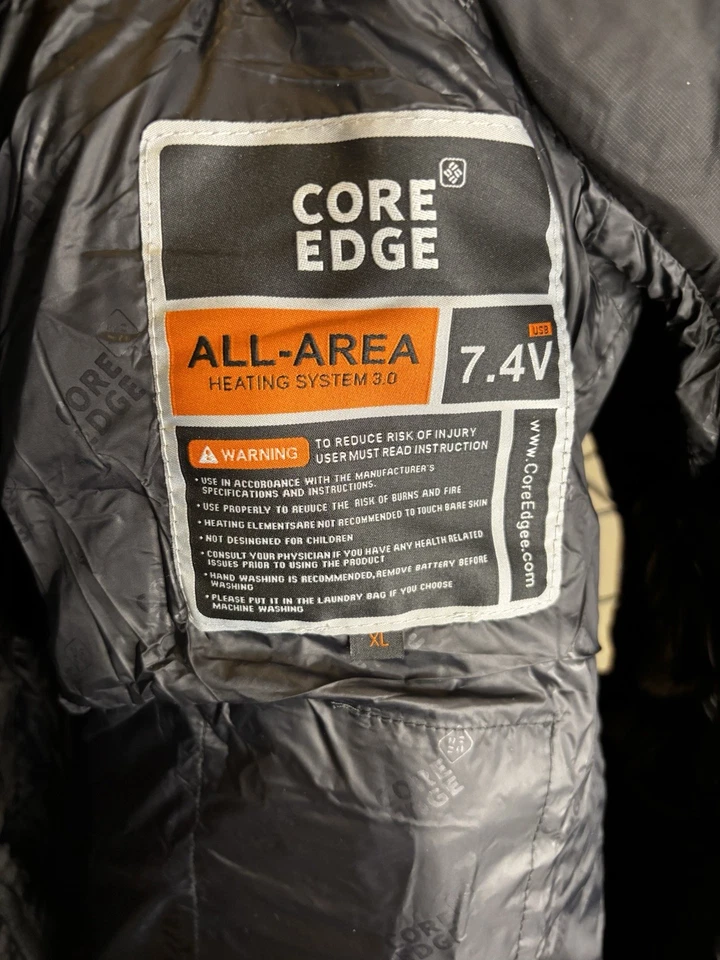 CORE
EDGE
ALL-AREA
HEATING SYSTEM 3.0
USB
7.4V
WARNING
TO REDUCE RISK OF INJURY
USER MUST READ INSTRUCTION
• USE IN ACCORDANCE WITH THE MANUFACTURER'S
SPECIFICATIONS AND INSTRUCTIONS.
• USE PROPERLY TO REUUCE THE RISK OF BURNS AND FIRE
• HEATING ELEMENTSARE NOT RECOMMENDED TO TOUCH BARE SKIN
• NOT DESINGNED FOR CHILDREN
• CONSULT YOUR PHYSICIAN IF YOU HAVE ANY HEALTH RELATED
ISSUES PRIOR TO USING THE PRODUCT
• HAND WASHING IS RECOMMENDED,REMOVE BATTERY BEFORE
WASHING
• PLEASE PUT IT IN THE LAUNDRY BAG IF YOU CHOOSE
MACHINE WASHING
www.CoreEdgee.com
XL
CORE
EDGE
CORE
EDGE
CORE
EDGE